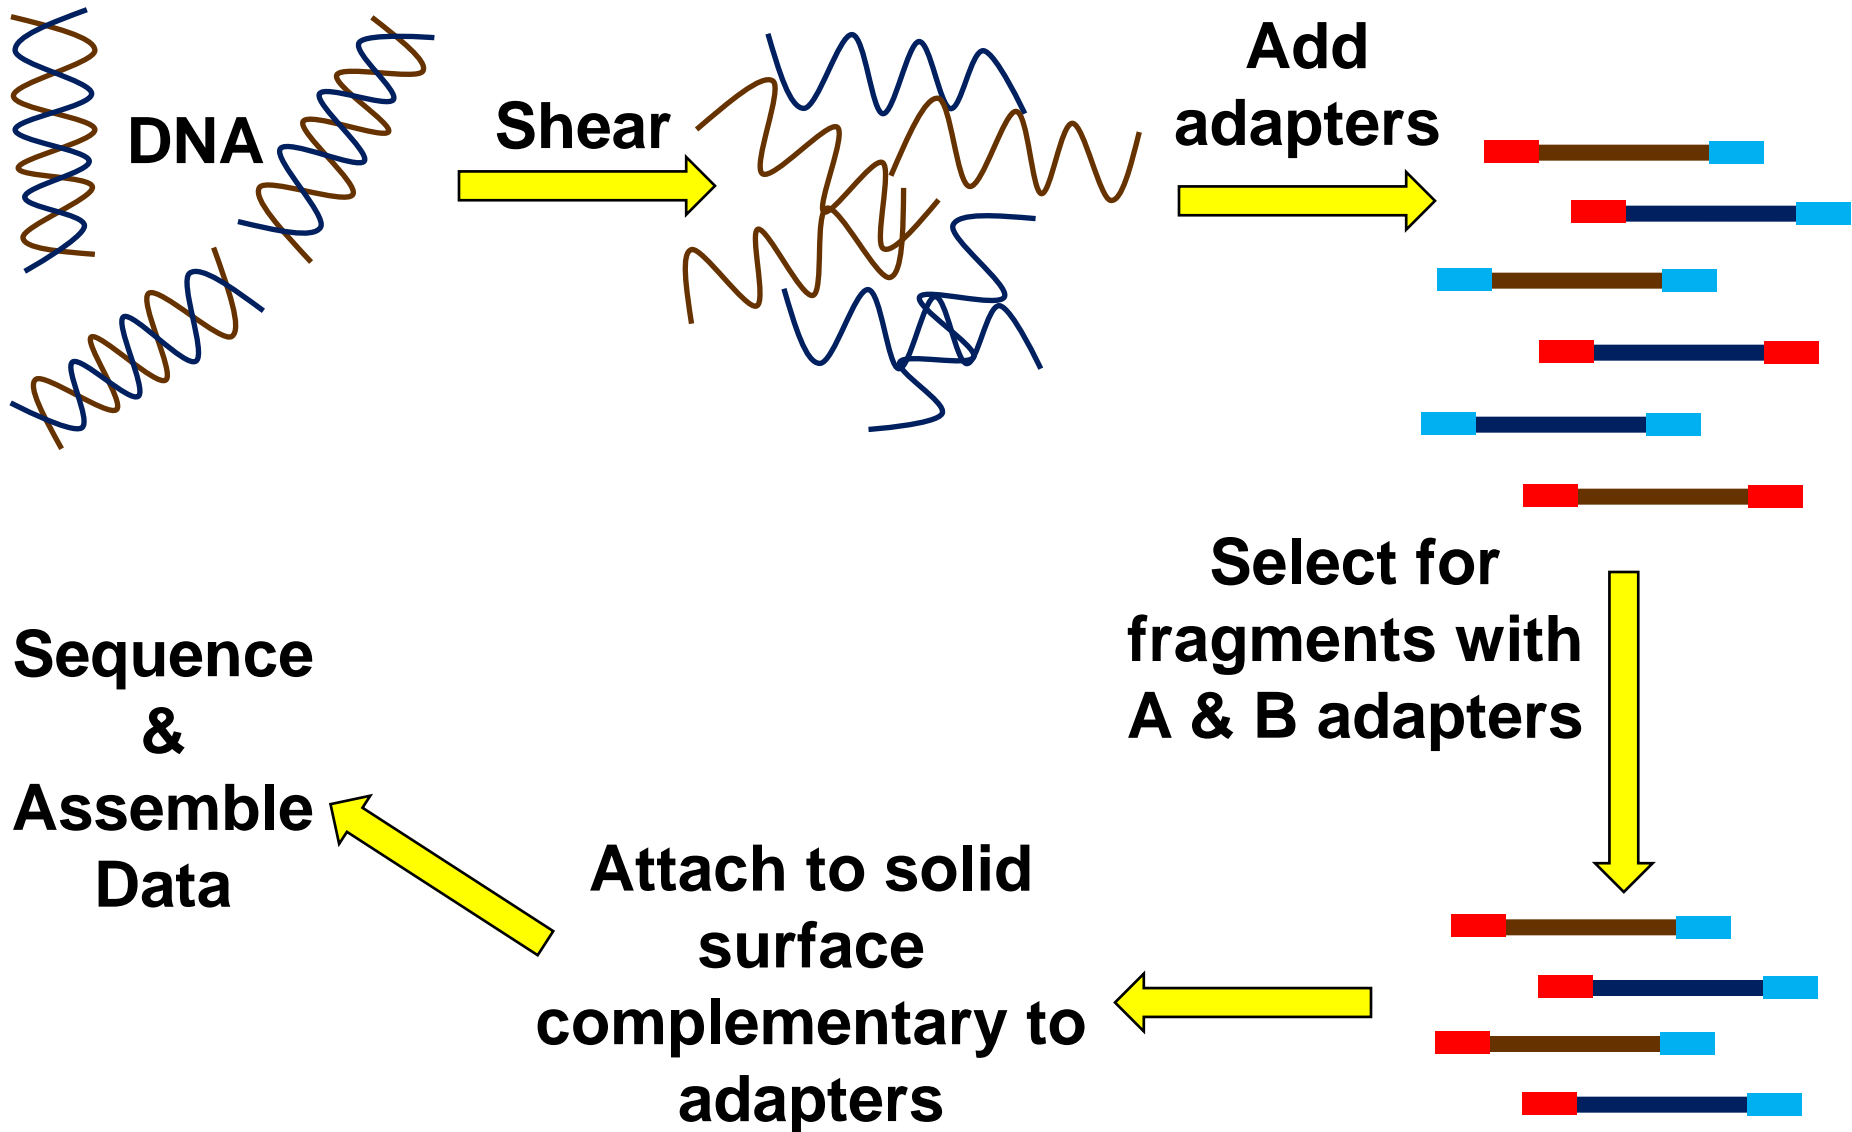 DNA
Shear
Add
adapters
Select for
fragments with
A & B adapters
Attach to solid
surface
complementary to
adapters
Sequence
&
Assemble
Data